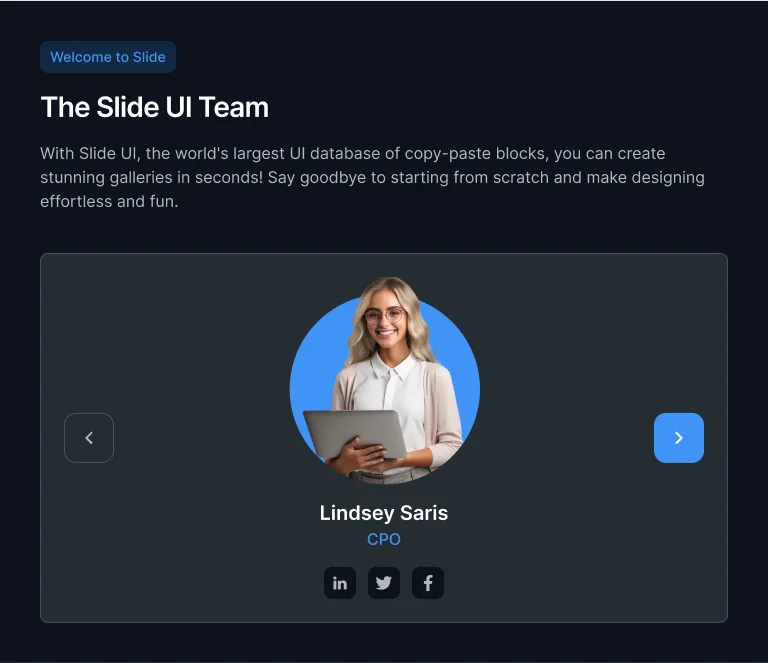 Welcome to Slide
The Slide UI Team
With Slide UI, the world's largest UI database of copy-paste blocks, you can create
stunning galleries in seconds! Say goodbye to starting from scratch and make designing
effortless and fun.
Lindsey Saris
CPO
in